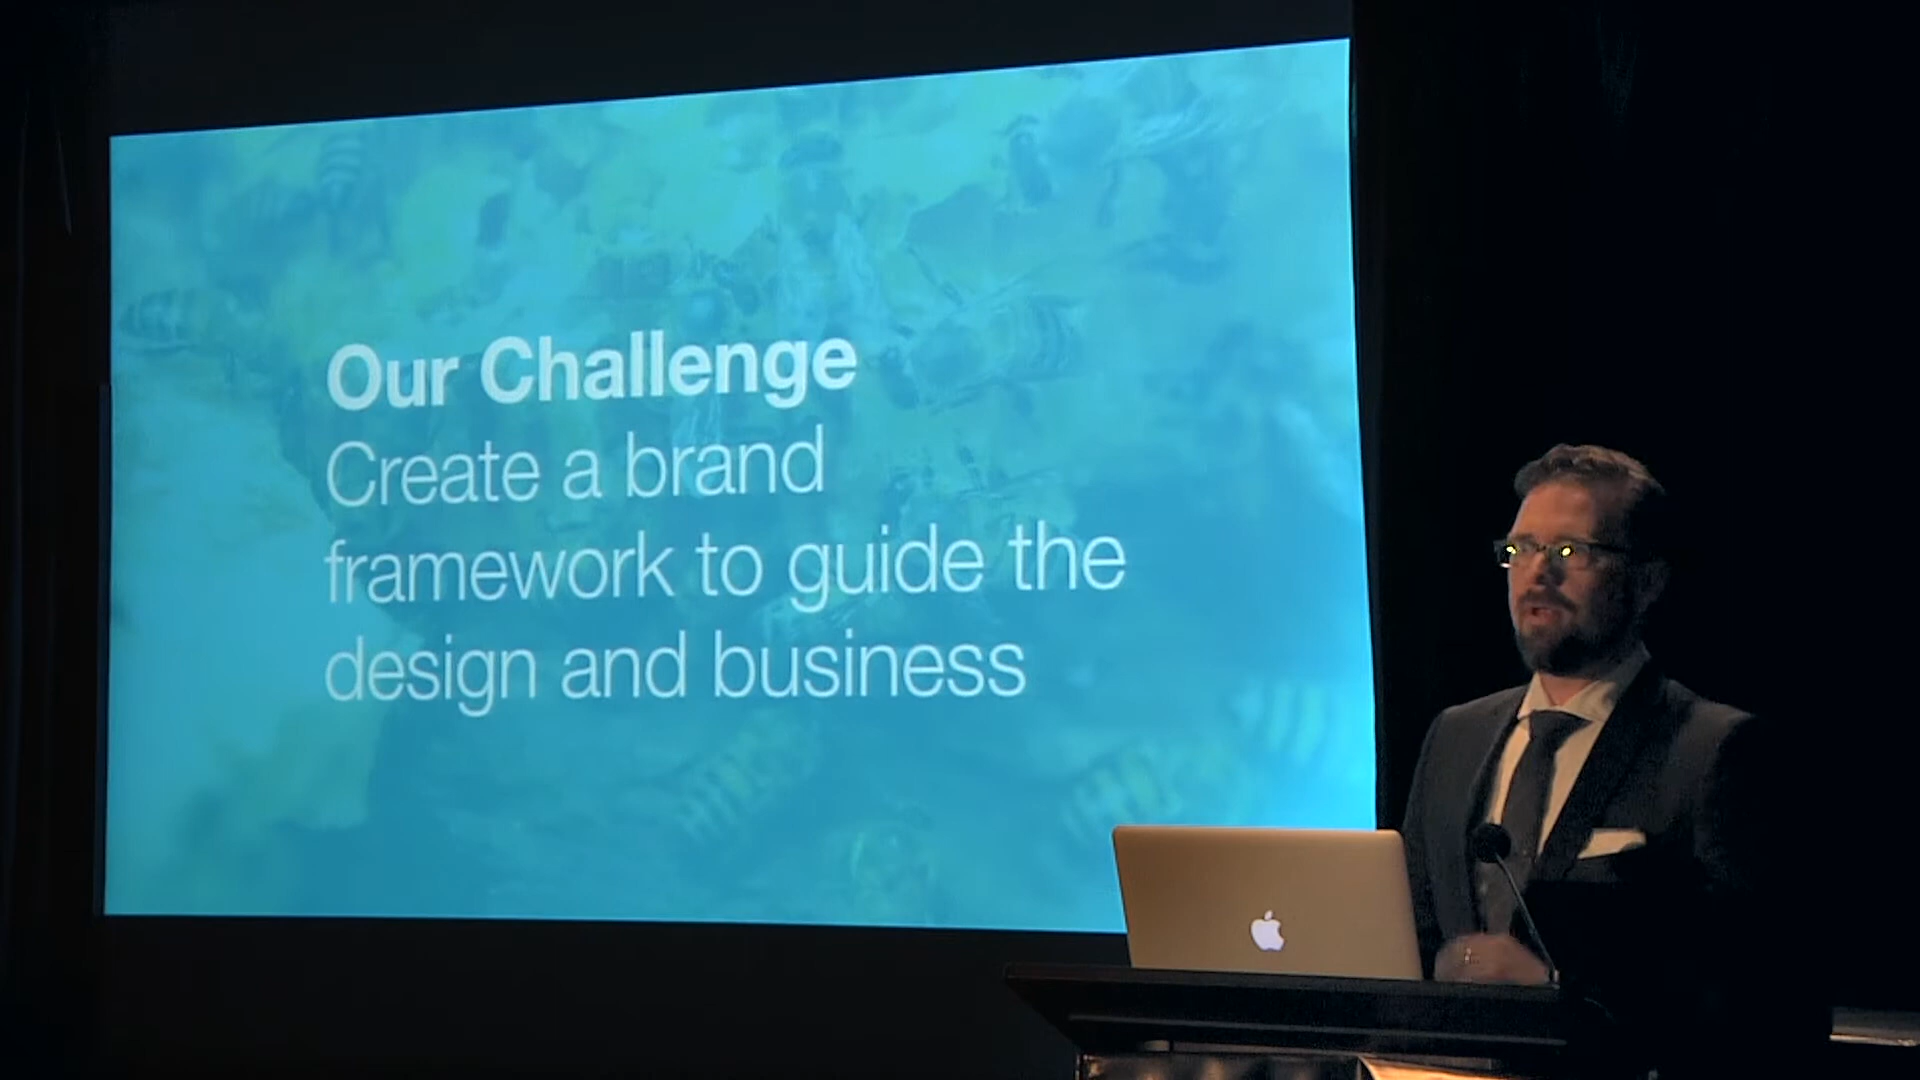 Our Challenge
Create a brand
framework to guide the
design and business